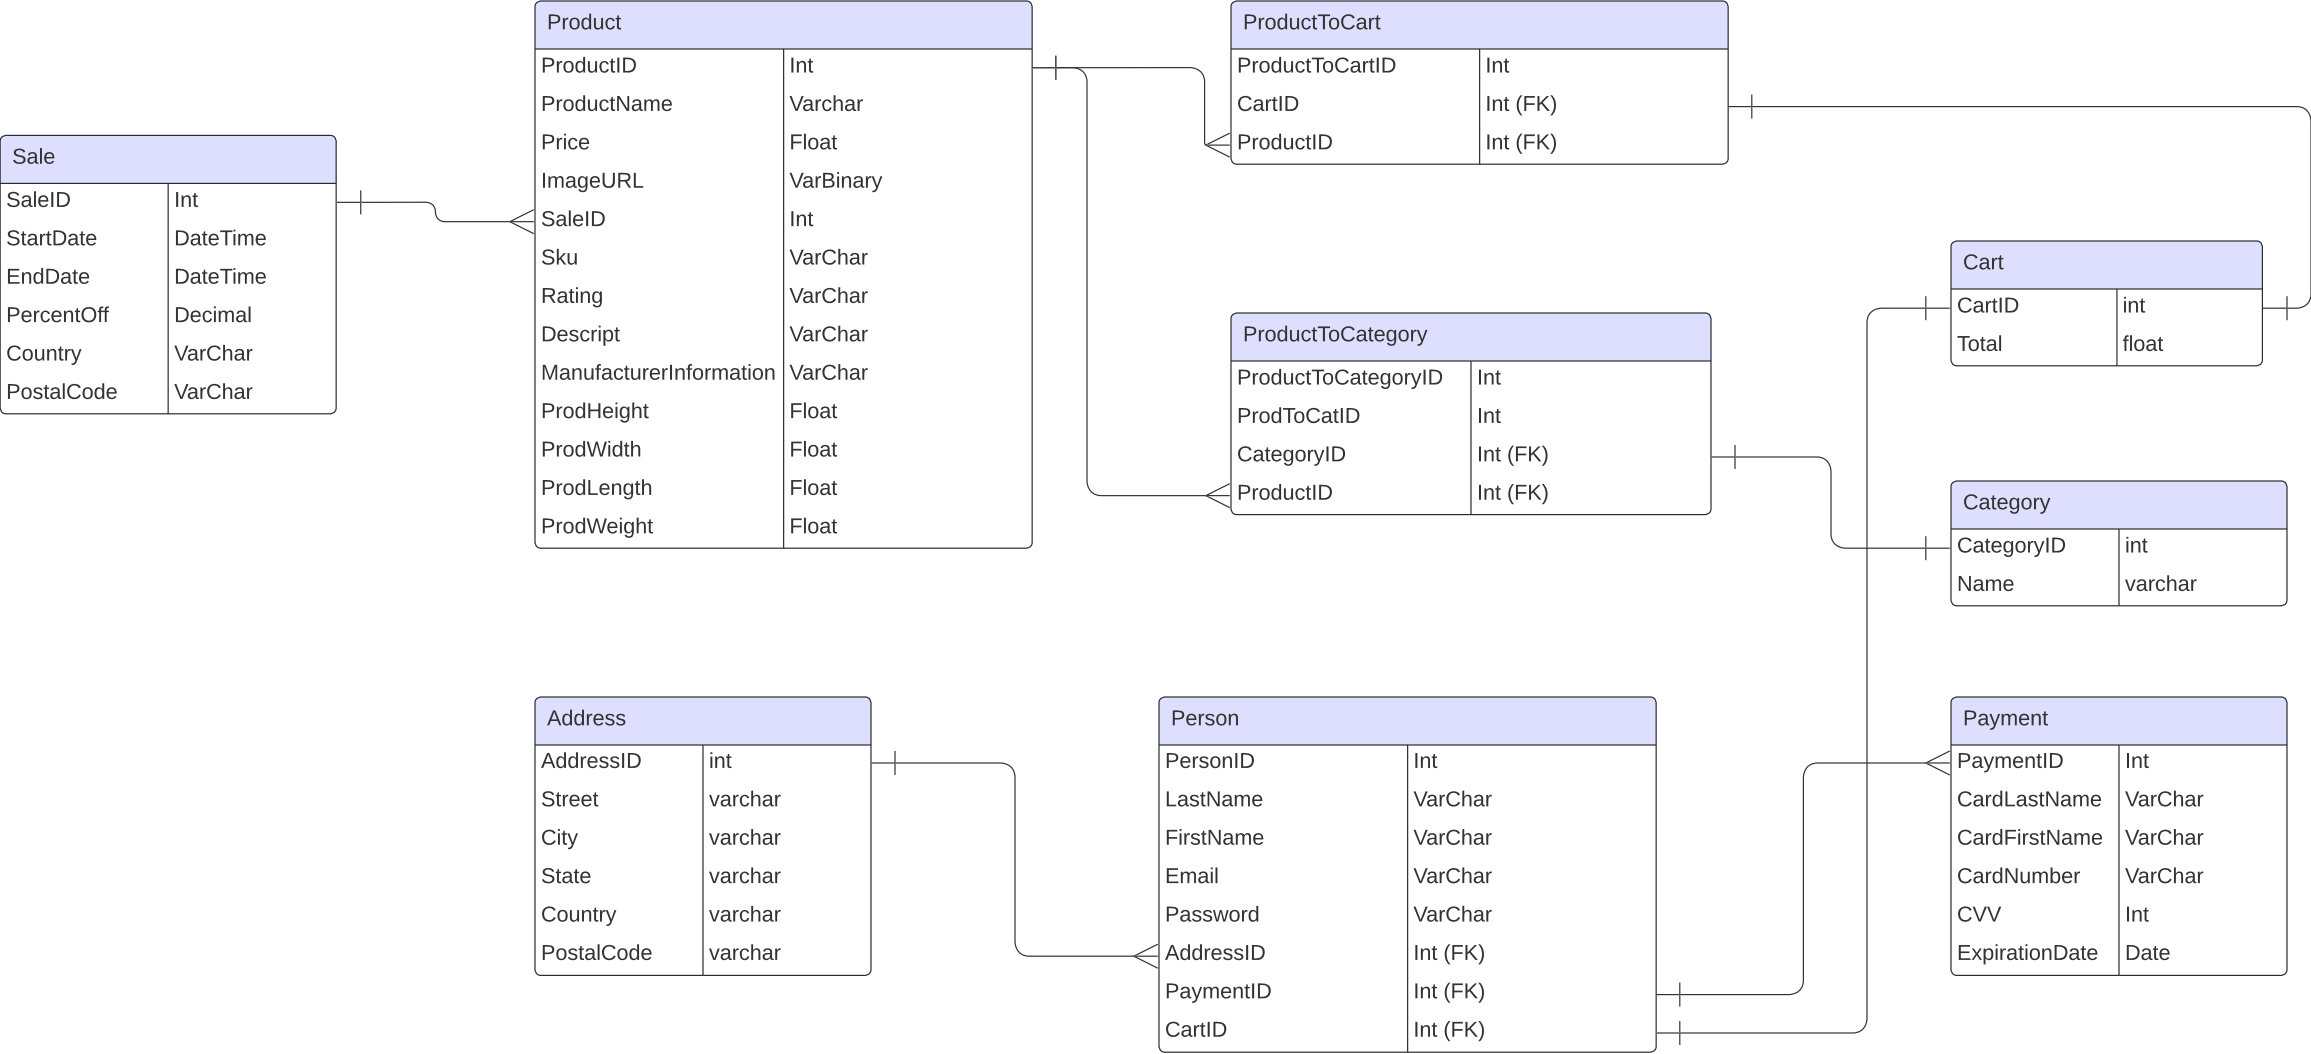 Product
ProductID Int
ProductName Varchar
Price Float
ImageURL VarBinary
SaleID Int
Sku VarChar
Rating VarChar
Descript VarChar
ManufacturerInformation VarChar
ProdHeight Float
ProdWidth Float
ProdLength Float
ProdWeight Float
ProductToCart
ProductToCartID Int
CartID Int (FK)
ProductID Int (FK)
Sale
SaleID Int
StartDate DateTime
EndDate DateTime
PercentOff Decimal
Country VarChar
PostalCode VarChar
Cart
CartID int
Total float
ProductToCategory
ProductToCategoryID Int
ProdToCatID Int
CategoryID Int (FK)
ProductID Int (FK)
Category
CategoryID int
Name varchar
Address
AddressID int
Street varchar
City varchar
State varchar
Country varchar
PostalCode varchar
Person
PersonID Int
LastName VarChar
FirstName VarChar
Email VarChar
Password VarChar
AddressID Int (FK)
PaymentID Int (FK)
CartID Int (FK)
Payment
PaymentID Int
CardLastName VarChar
CardFirstName VarChar
CardNumber VarChar
CVV Int
ExpirationDate Date